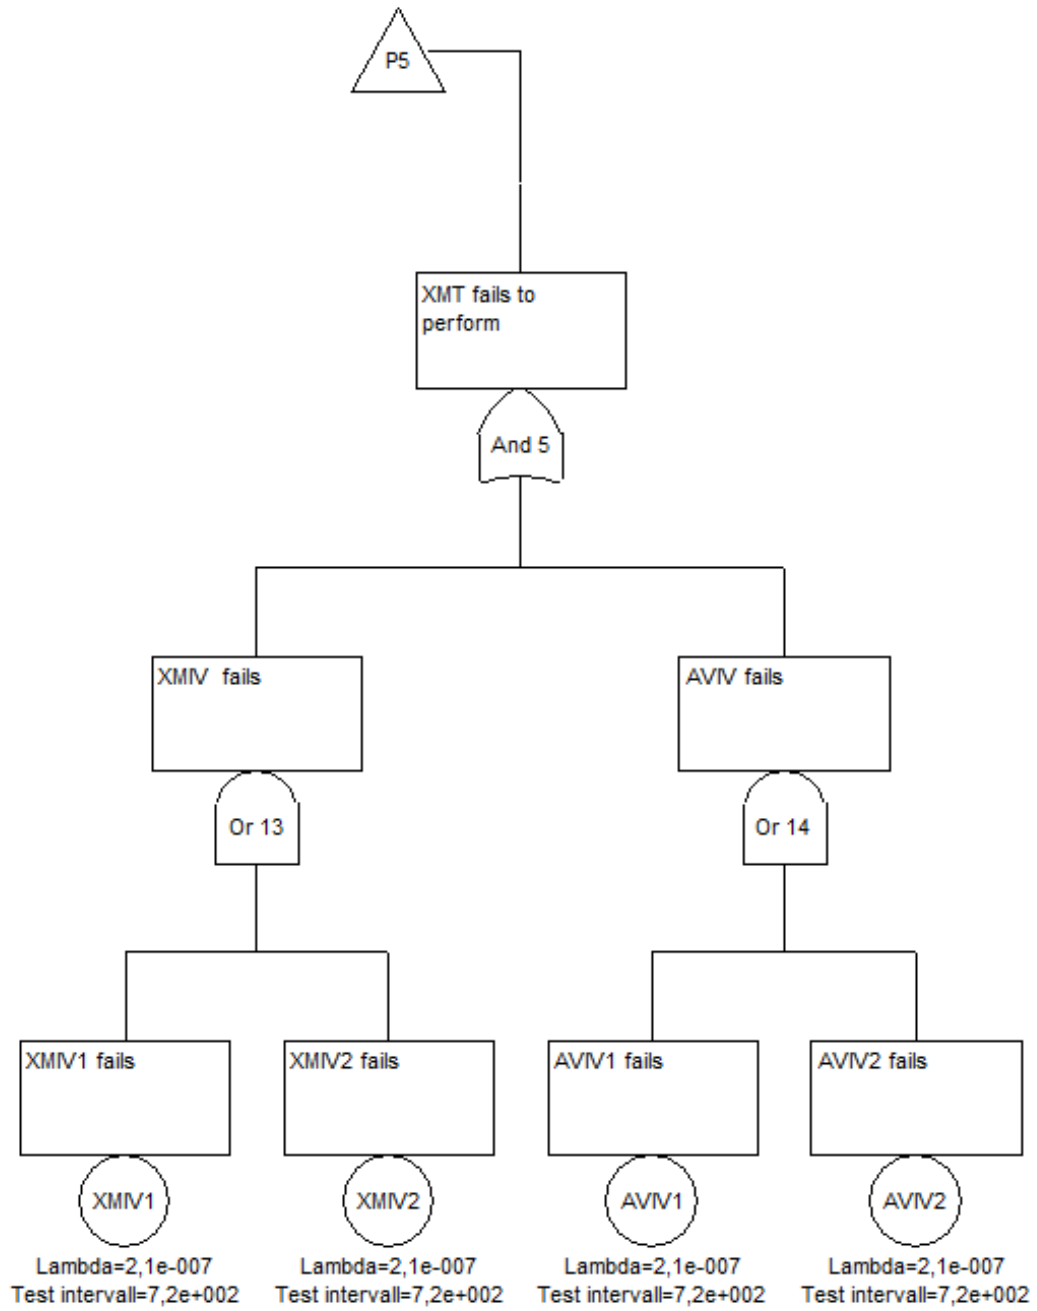 P5
XMT fails to
perform
And 5
XMIV  fails
AVIV fails
Or 13
Or 14
XMIV1 fails
XMIV2 fails
AVIV1 fails
AVIV2 fails
XMIV1
XMIV2
AVIV1
AVIV2
Lambda=2,1e-007
Test intervall=7,2e+002
Lambda=2,1e-007
Test intervall=7,2e+002
Lambda=2,1e-007
Test intervall=7,2e+002
Lambda=2,1e-007
Test intervall=7,2e+002